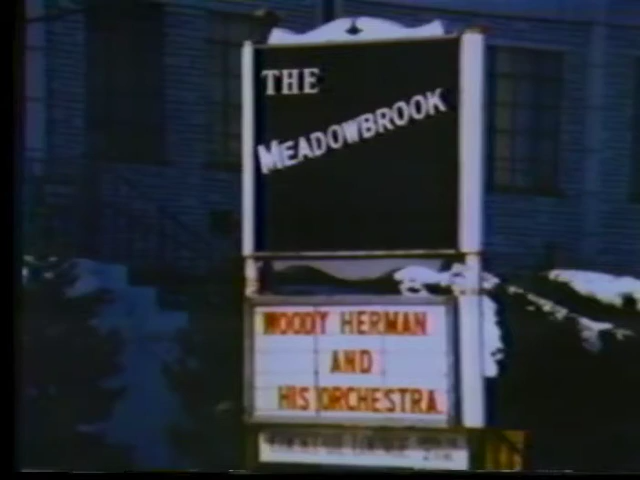 THE
MEADOWBROOK
WOODY HERMAN
AND
HIS ORCHESTRA